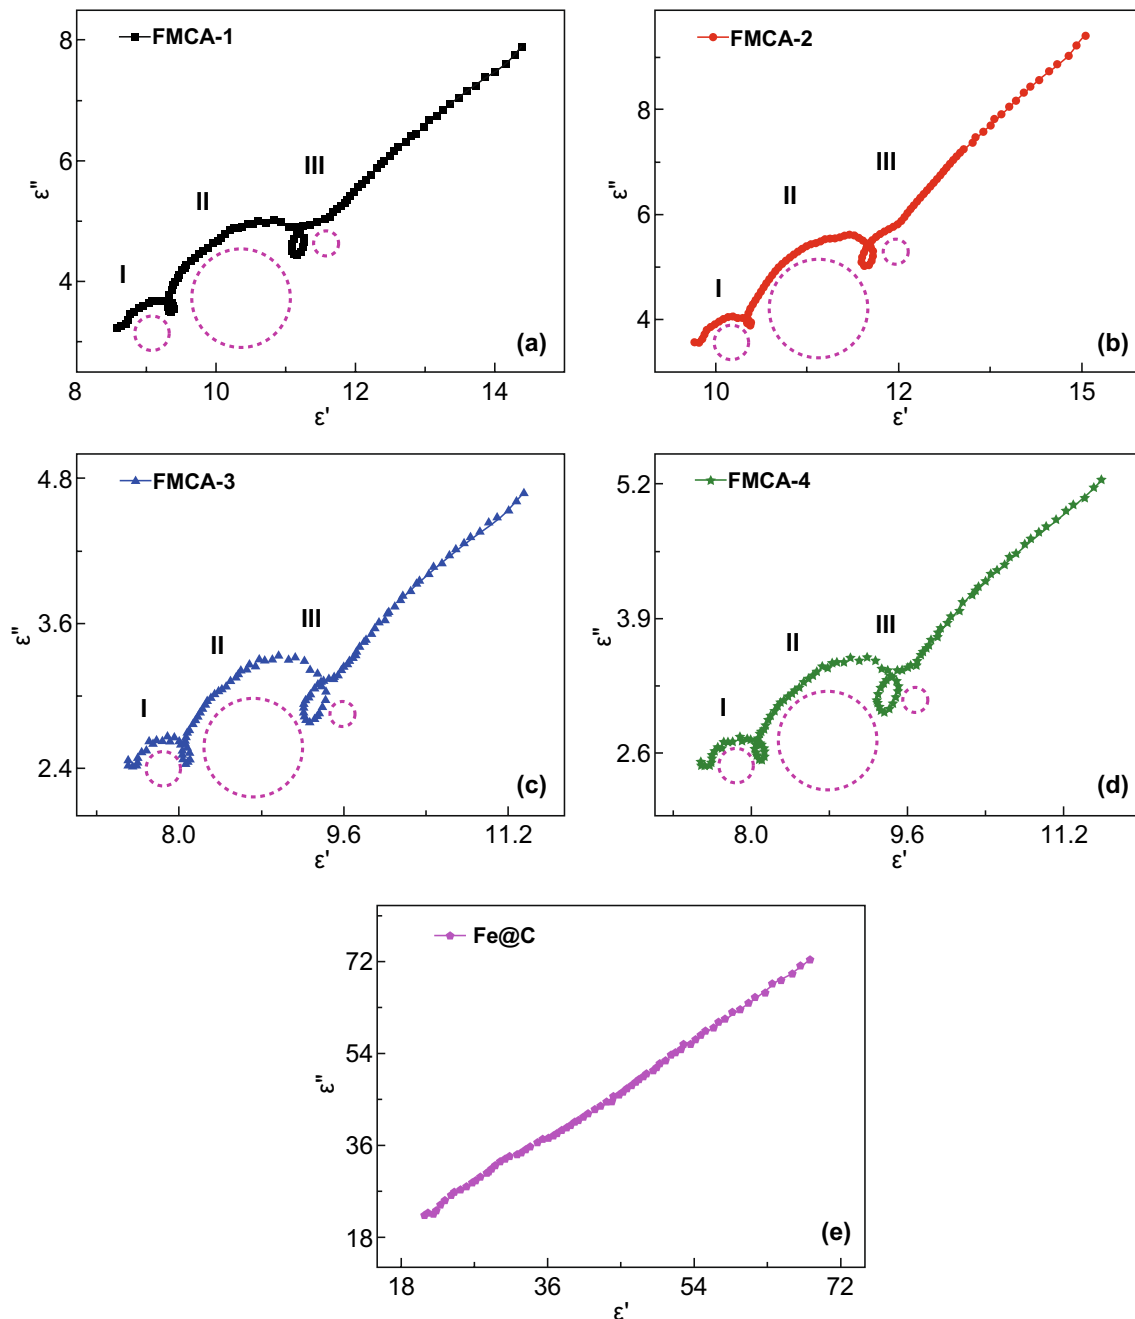 FMCA-1
8
6
4
ε''
I
II
III
(a)
8
10
12
14
ε'
FMCA-2
8
6
4
ε''
I
II
III
(b)
10
12
15
ε'
FMCA-3
4.8
3.6
2.4
ε''
I
II
III
(c)
8.0
9.6
11.2
ε'
FMCA-4
5.2
3.9
2.6
ε''
I
II
III
(d)
8.0
9.6
11.2
ε'
Fe@C
72
54
36
18
ε''
(e)
18
36
54
72
ε'